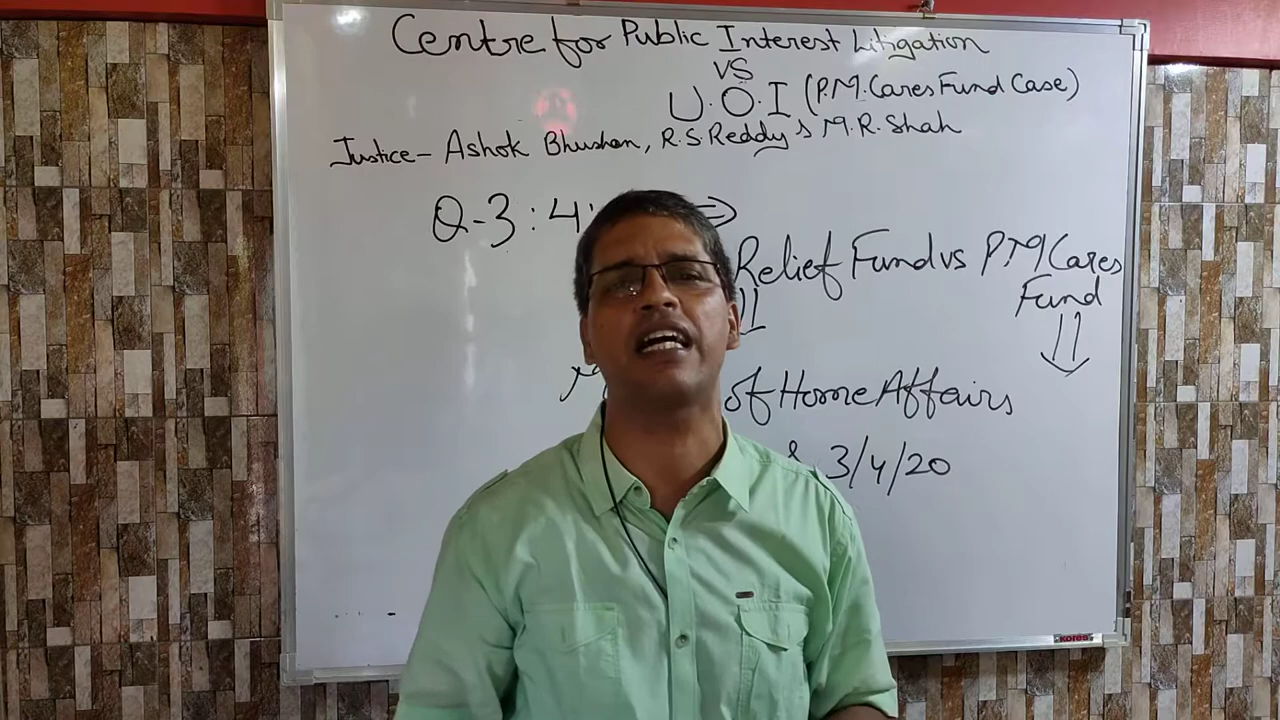 Centre for Public Interest Litigation
VS
U.O.I (P.M. Cares Fund Case)
Justice- Ashok Bhushan, R.S. Reddy & M.R. Shah
Q-3:4:
Relief Fund vs P.M Cares
Fund
of Home Affairs
& 3/4/20
KORES